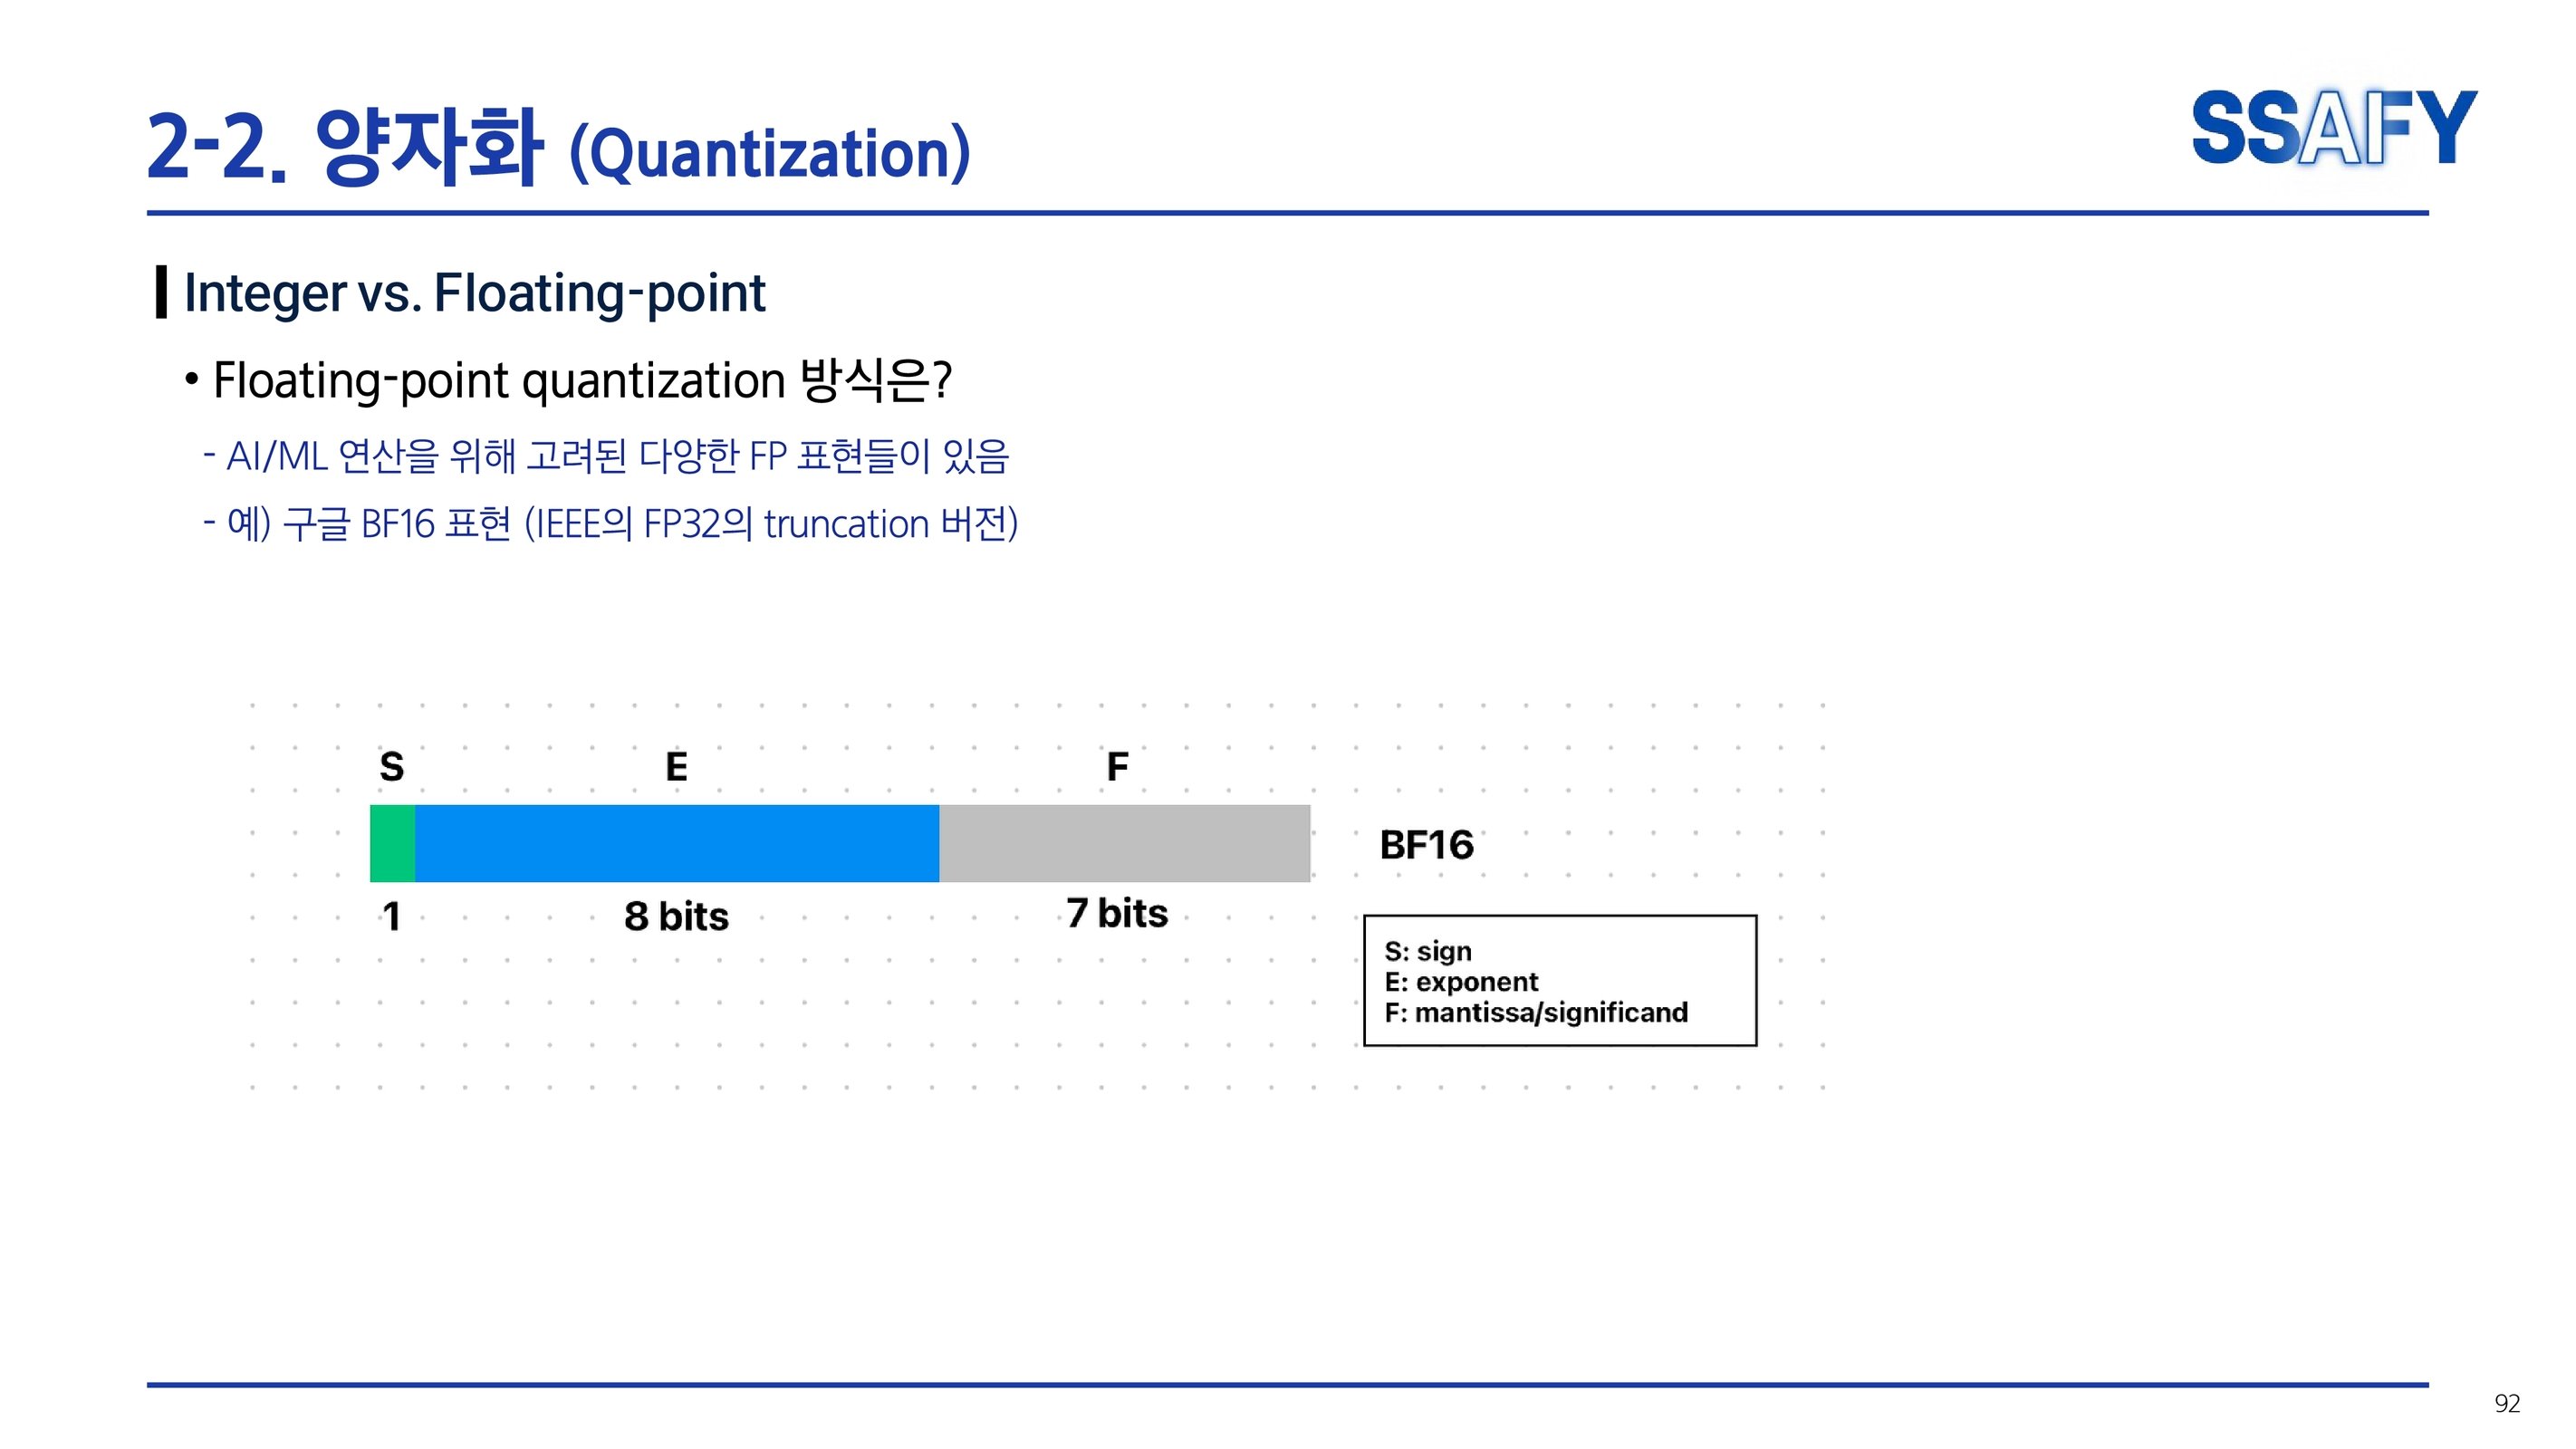 2-2. 양자화 (Quantization)
SSAFY
Integer vs. Floating-point
• Floating-point quantization 방식은?
- AI/ML 연산을 위해 고려된 다양한 FP 표현들이 있음
- 예) 구글 BF16 표현 (IEEE의 FP32의 truncation 버전)
S E F
BF16
1 8 bits 7 bits
S: sign
E: exponent
F: mantissa/significand
92